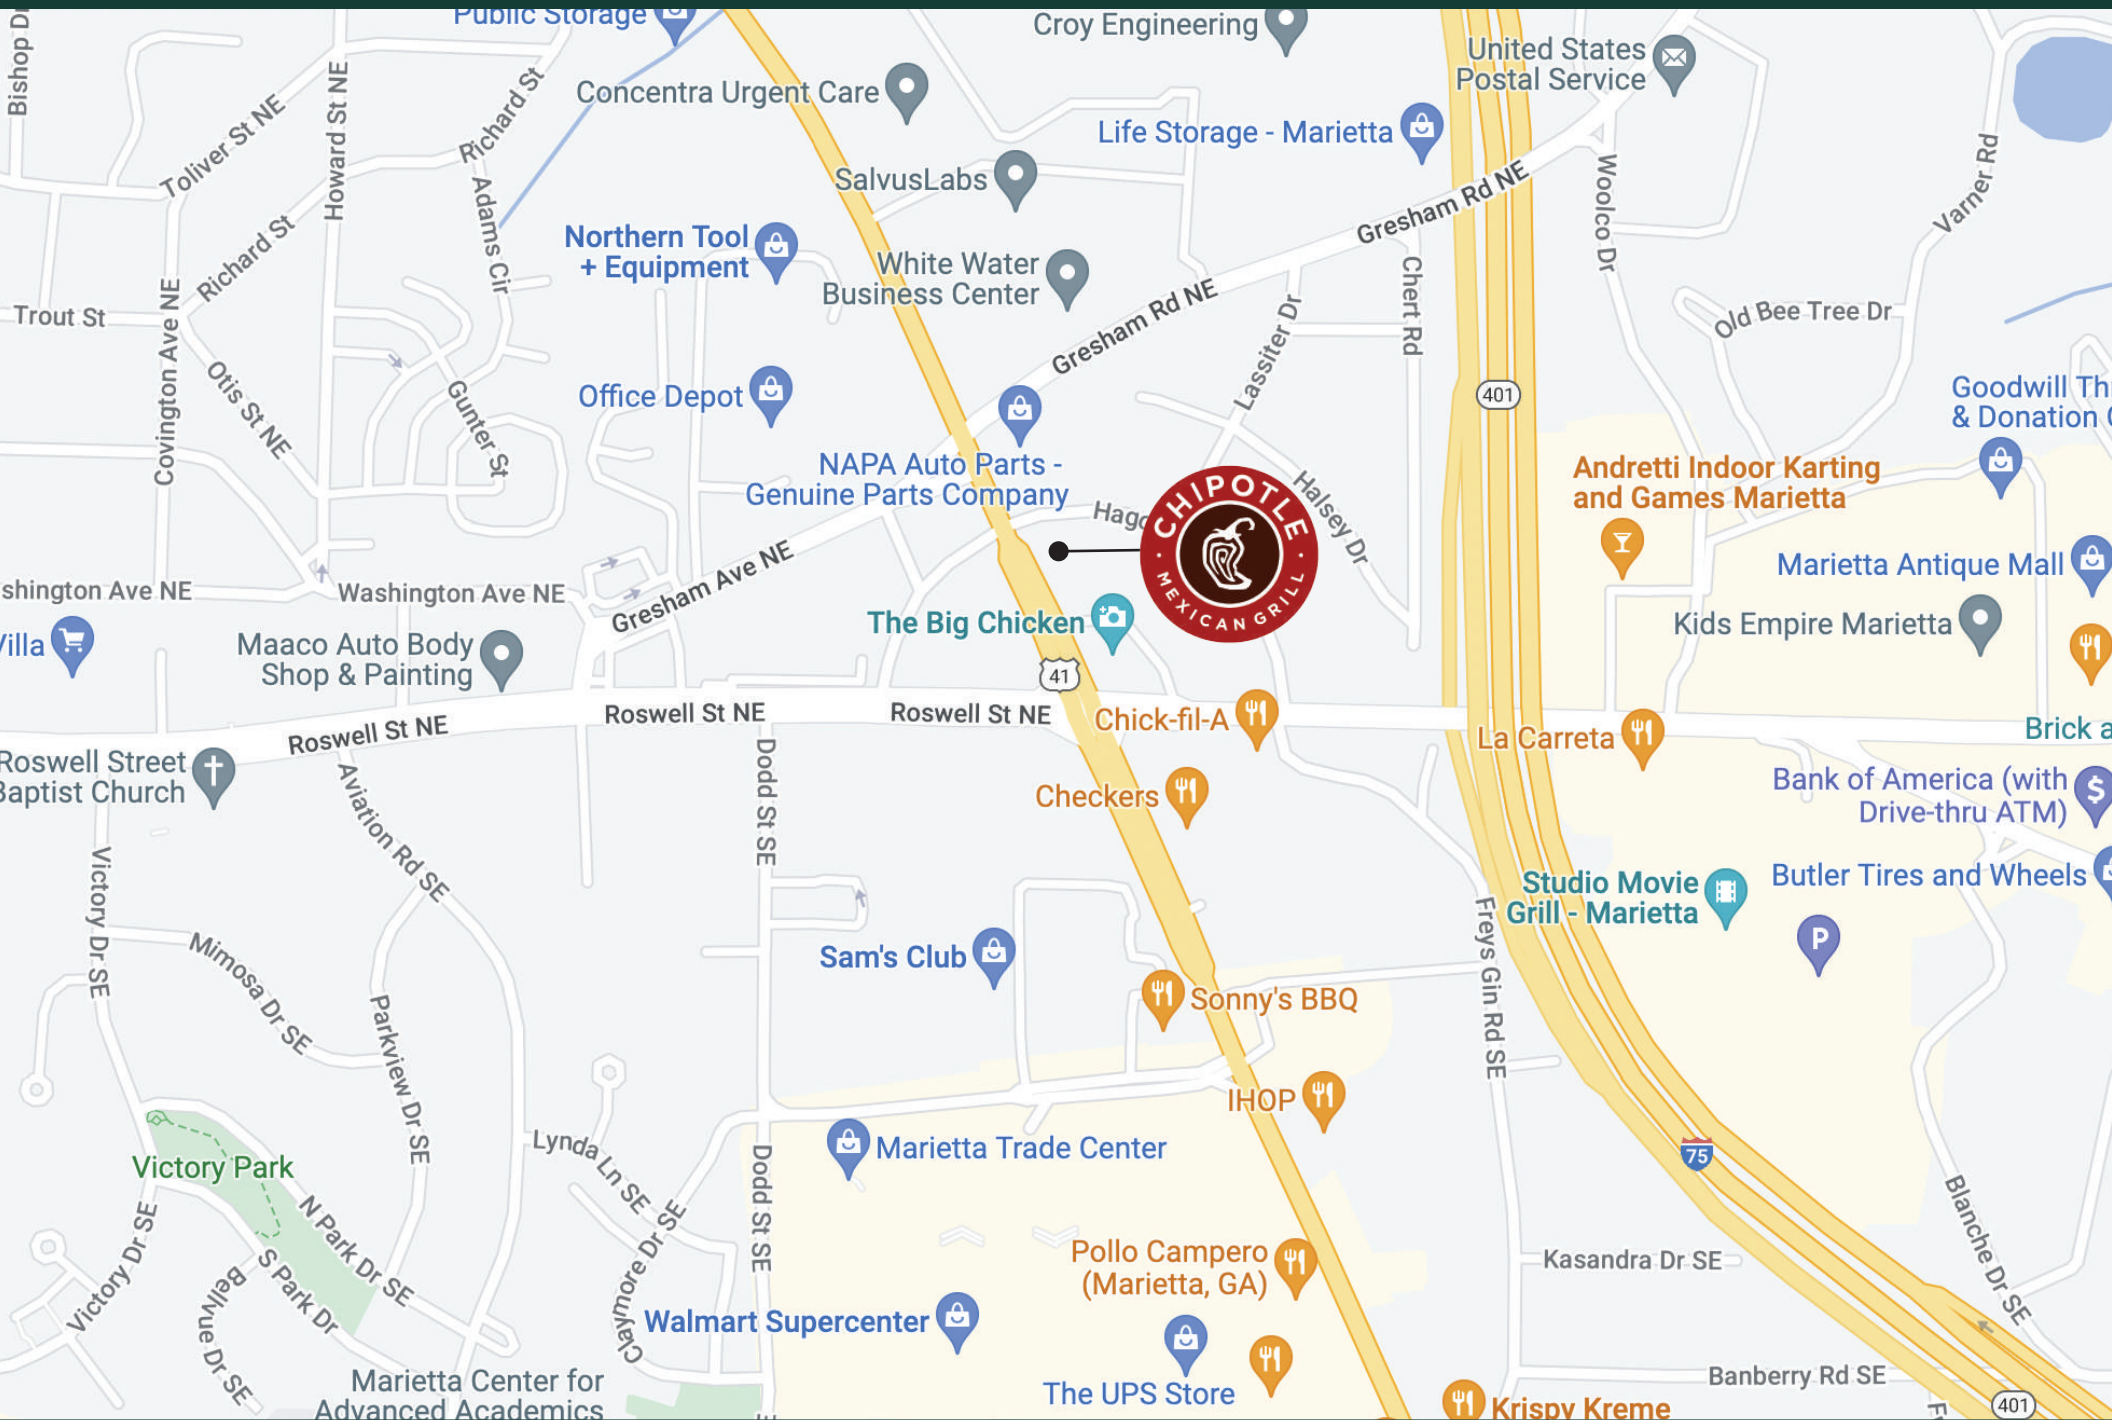 Public Storage
Croy Engineering
United States
Postal Service
Concentra Urgent Care
Life Storage - Marietta
SalvusLabs
Northern Tool
+ Equipment
White Water
Business Center
Office Depot
NAPA Auto Parts -
Genuine Parts Company
Bishop D
Toliver St NE
Howard St NE
Richard St
Richard St
Adams Cir
Trout St
Covington Ave NE
Otis St NE
Gunter St
Gresham Rd NE
Gresham Rd NE
Lassiter Dr
Chert Rd
Woolco Dr
Varner Rd
Old Bee Tree Dr
401
Goodwill Th
& Donation
Andretti Indoor Karting
and Games Marietta
Marietta Antique Mall
Kids Empire Marietta
Hago
Halsey Dr
CHIPOTLE
MEXICAN GRILL
shington Ave NE
Washington Ave NE
Gresham Ave NE
The Big Chicken
41
Villa
Maaco Auto Body
Shop & Painting
Roswell St NE
Roswell St NE
Roswell St NE
Chick-fil-A
La Carreta
Brick a
Roswell Street
Baptist Church
Checkers
Bank of America (with
Drive-thru ATM)
Aviation Rd SE
Dodd St SE
Victory Dr SE
Studio Movie
Grill - Marietta
Butler Tires and Wheels
P
Freys Gin Rd SE
Mimosa Dr SE
Parkview Dr SE
Sam's Club
Sonny's BBQ
IHOP
Marietta Trade Center
75
Lynda Ln SE
Dodd St SE
Victory Park
N Park Dr SE
S Park Dr
Victory Dr SE
Bellvue Dr SE
Claymore Dr SE
Walmart Supercenter
Pollo Campero
(Marietta, GA)
The UPS Store
Kasandra Dr SE
Blanche Dr SE
Banberry Rd SE
Marietta Center for
Advanced Academics
Krispy Kreme
F
401